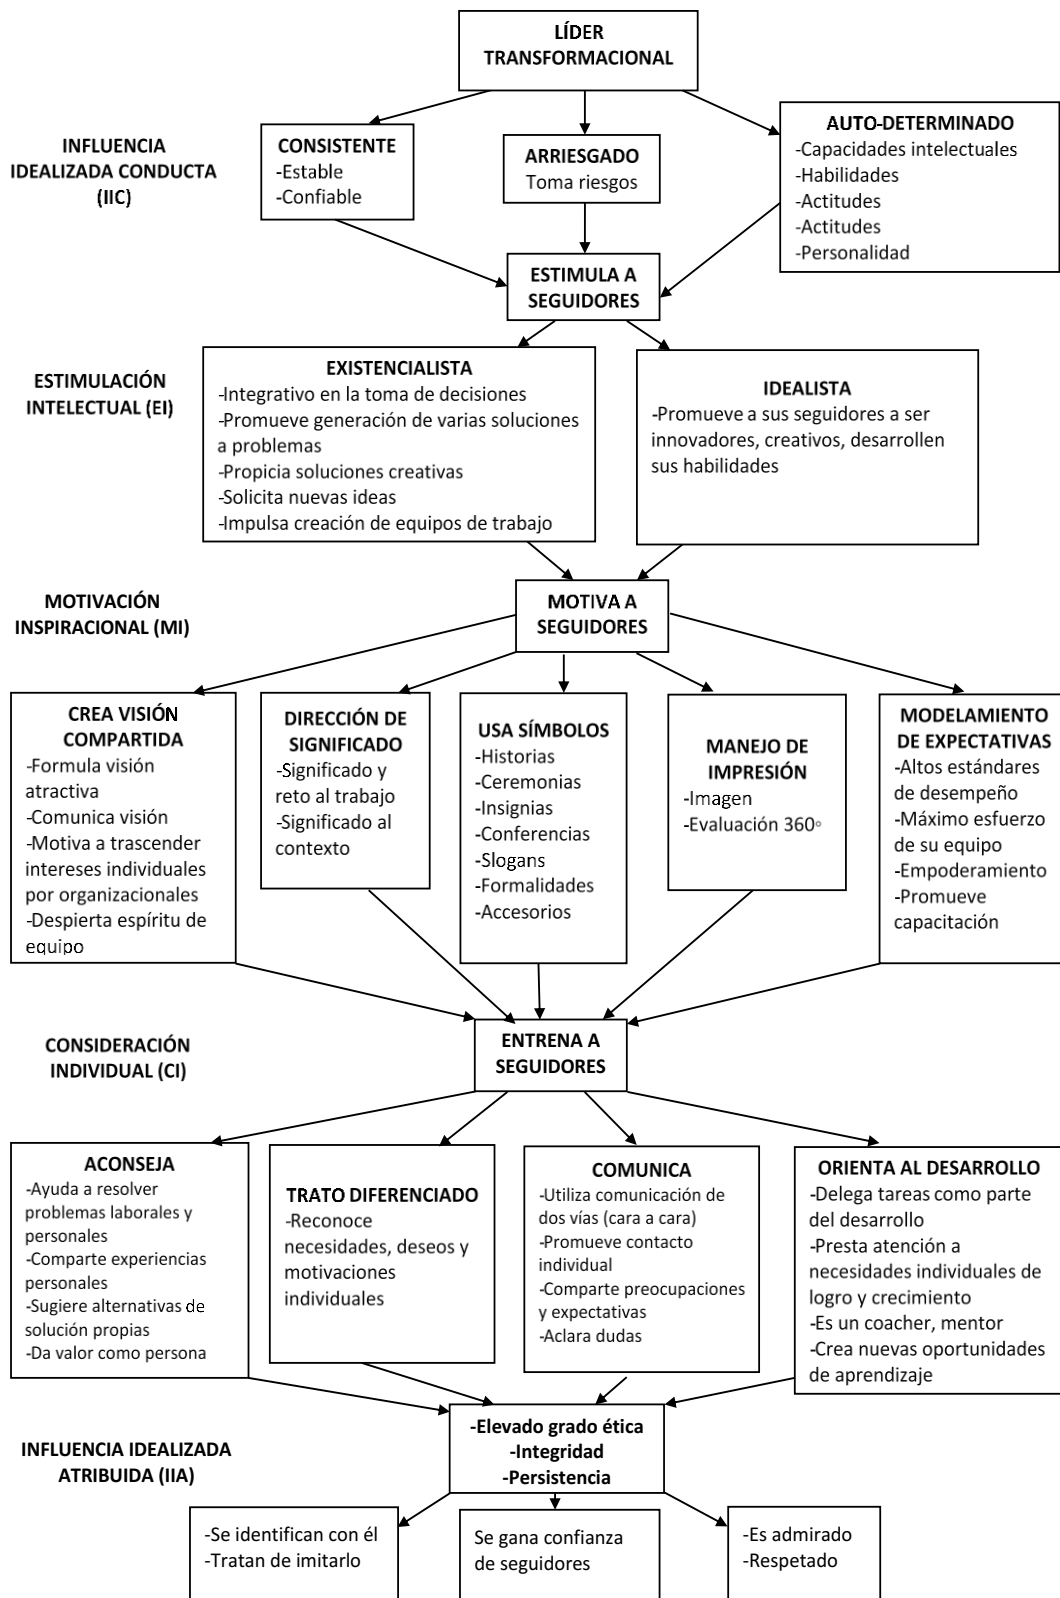 LÍDER
TRANSFORMACIONAL
INFLUENCIA
IDEALIZADA CONDUCTA
(IIC)
CONSISTENTE
-Estable
-Confiable
ARRIESGADO
Toma riesgos
AUTO-DETERMINADO
-Capacidades intelectuales
-Habilidades
-Actitudes
-Actitudes
-Personalidad
ESTIMULA A
SEGUIDORES
ESTIMULACIÓN
INTELECTUAL (EI)
EXISTENCIALISTA
-Integrativo en la toma de decisiones
-Promueve generación de varias soluciones
a problemas
-Propicia soluciones creativas
-Solicita nuevas ideas
-Impulsa creación de equipos de trabajo
IDEALISTA
-Promueve a sus seguidores a ser
innovadores, creativos, desarrollen
sus habilidades
MOTIVACIÓN
INSPIRACIONAL (MI)
MOTIVA A
SEGUIDORES
CREA VISIÓN
COMPARTIDA
-Formula visión
atractiva
-Comunica visión
-Motiva a trascender
intereses individuales
por organizacionales
-Despierta espíritu de
equipo
DIRECCIÓN DE
SIGNIFICADO
-Significado y
reto al trabajo
-Significado al
contexto
USA SÍMBOLOS
-Historias
-Ceremonias
-Insignias
-Conferencias
-Slogans
-Formalidades
-Accesorios
MANEJO DE
IMPRESIÓN
-Imagen
-Evaluación 360◦
MODELAMIENTO
DE EXPECTATIVAS
-Altos estándares
de desempeño
-Máximo esfuerzo
de su equipo
-Empoderamiento
-Promueve
capacitación
CONSIDERACIÓN
INDIVIDUAL (CI)
ENTRENA A
SEGUIDORES
ACONSEJA
-Ayuda a resolver
problemas laborales y
personales
-Comparte experiencias
personales
-Sugiere alternativas de
solución propias
-Da valor como persona
TRATO DIFERENCIADO
-Reconoce
necesidades, deseos y
motivaciones
individuales
COMUNICA
-Utiliza comunicación de
dos vías (cara a cara)
-Promueve contacto
individual
-Comparte preocupaciones
y expectativas
-Aclara dudas
ORIENTA AL DESARROLLO
-Delega tareas como parte
del desarrollo
-Presta atención a
necesidades individuales de
logro y crecimiento
-Es un coacher, mentor
-Crea nuevas oportunidades
de aprendizaje
INFLUENCIA IDEALIZADA
ATRIBUIDA (IIA)
-Elevado grado ética
-Integridad
-Persistencia
-Se identifican con él
-Tratan de imitarlo
Se gana confianza
de seguidores
-Es admirado
-Respetado